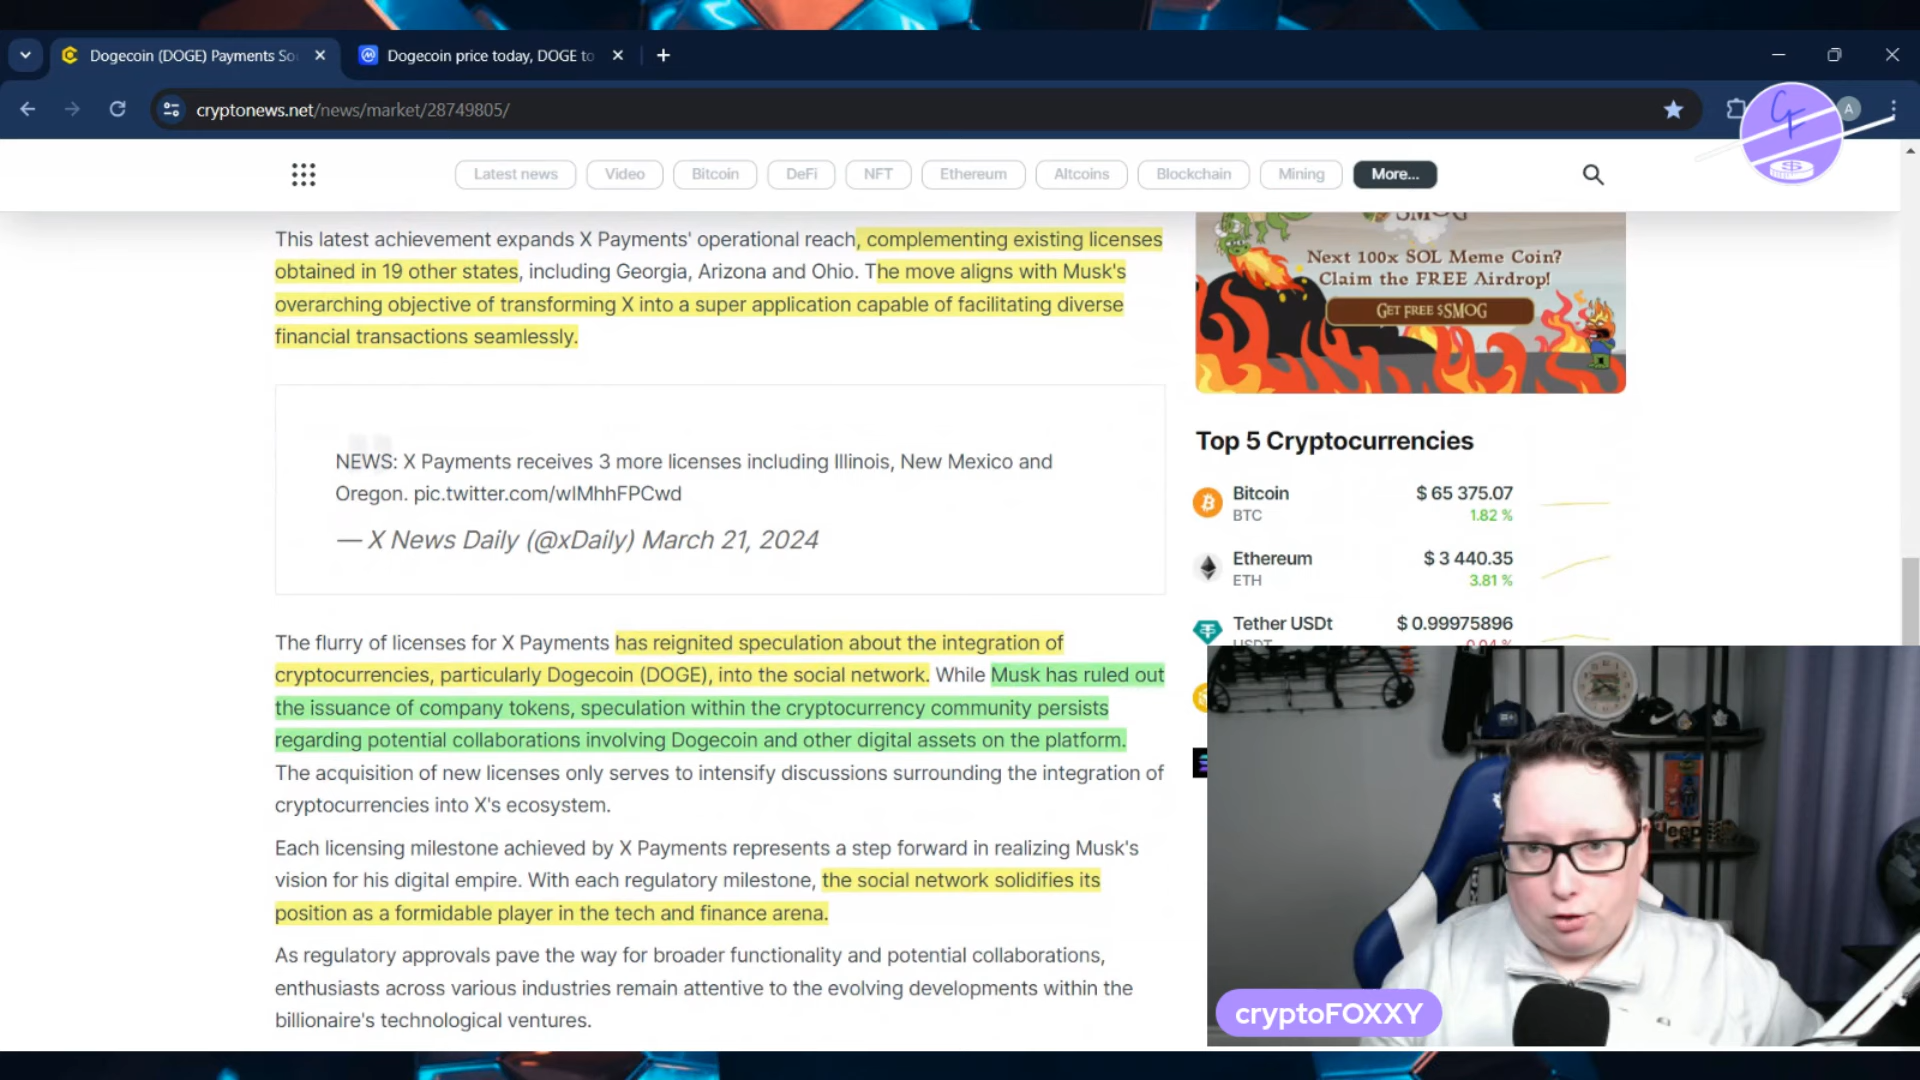 Dogecoin (DOGE) Payments So
Dogecoin price today, DOGE to
cryptonews.net/news/market/28749805/
A
Latest news
Video
Bitcoin
DeFi
NFT
Ethereum
Altcoins
Blockchain
Mining
More...
This latest achievement expands X Payments' operational reach, complementing existing licenses
obtained in 19 other states, including Georgia, Arizona and Ohio. The move aligns with Musk's
overarching objective of transforming X into a super application capable of facilitating diverse
financial transactions seamlessly.
NEWS: X Payments receives 3 more licenses including Illinois, New Mexico and
Oregon. pic.twitter.com/wIMhhFPCwd
— X News Daily (@xDaily) March 21, 2024
The flurry of licenses for X Payments has reignited speculation about the integration of
cryptocurrencies, particularly Dogecoin (DOGE), into the social network. While Musk has ruled out
the issuance of company tokens, speculation within the cryptocurrency community persists
regarding potential collaborations involving Dogecoin and other digital assets on the platform.
The acquisition of new licenses only serves to intensify discussions surrounding the integration of
cryptocurrencies into X's ecosystem.
Each licensing milestone achieved by X Payments represents a step forward in realizing Musk's
vision for his digital empire. With each regulatory milestone, the social network solidifies its
position as a formidable player in the tech and finance arena.
As regulatory approvals pave the way for broader functionality and potential collaborations,
enthusiasts across various industries remain attentive to the evolving developments within the
billionaire's technological ventures.
SMOG
Next 100x SOL Meme Coin?
Claim the FREE Airdrop!
GET FREE $SMOG
Top 5 Cryptocurrencies
Bitcoin $ 65 375.07
BTC 1.82 %
Ethereum $ 3 440.35
ETH 3.81 %
Tether USDt $ 0.99975896
USDT 0.04 %
cryptoFOXXY